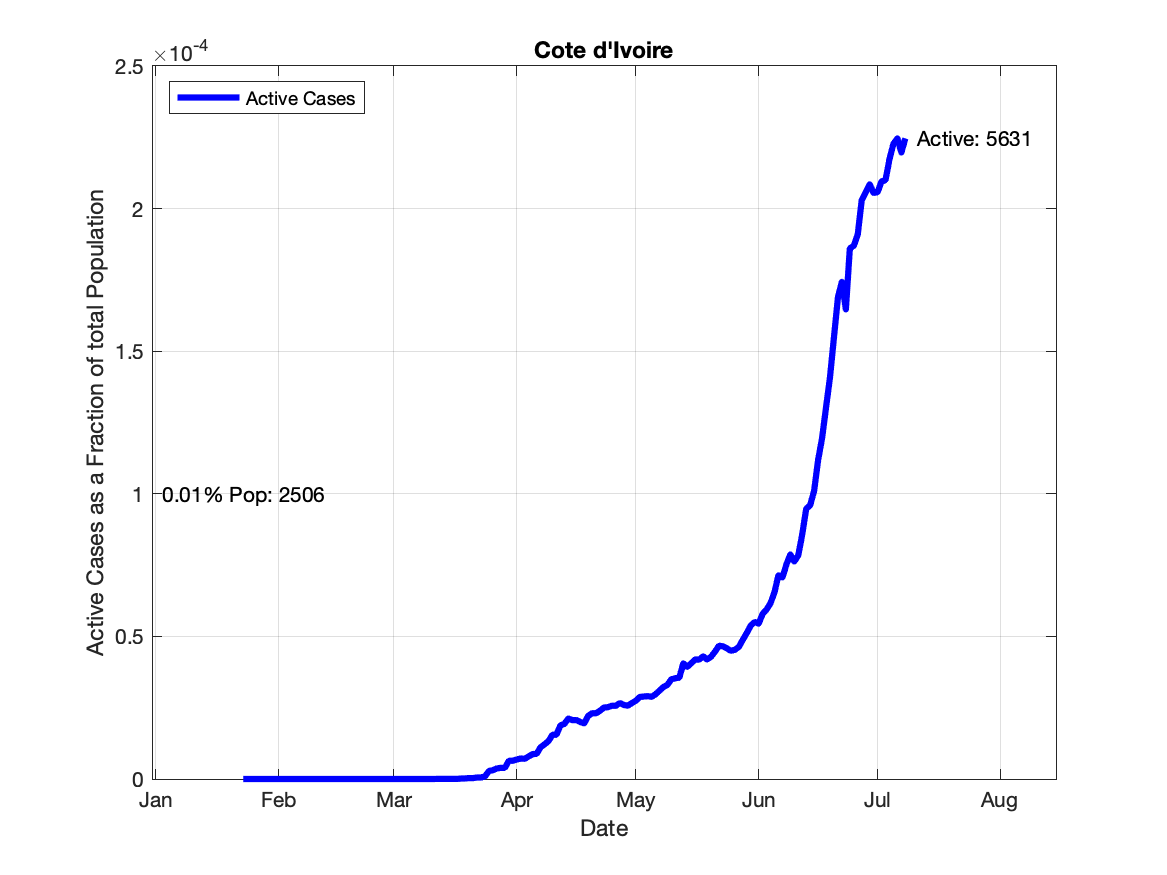 Cote d'Ivoire
×10-4
2.5
Active Cases
Active: 5631
2
1.5
1
0.01% Pop: 2506
0.5
0
Active Cases as a Fraction of total Population
Jan Feb Mar Apr May Jun Jul Aug
Date